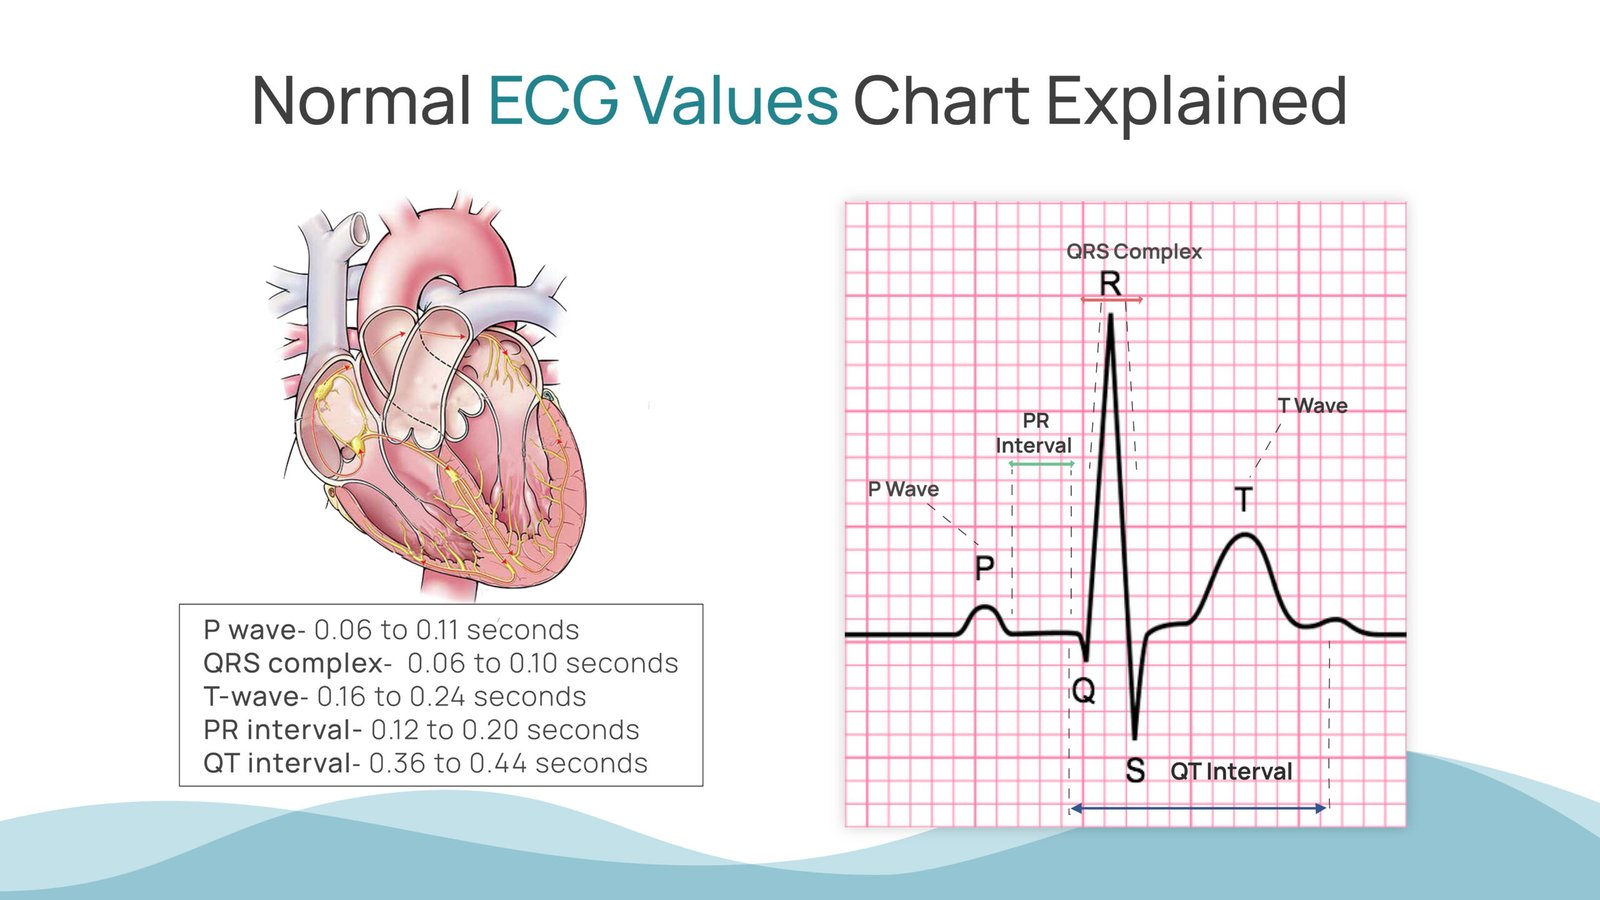 Normal ECG Values Chart Explained
P wave- 0.06 to 0.11 seconds
QRS complex- 0.06 to 0.10 seconds
T-wave- 0.16 to 0.24 seconds
PR interval- 0.12 to 0.20 seconds
QT interval- 0.36 to 0.44 seconds
QRS Complex
R
T Wave
PR
Interval
P Wave
T
P
Q
S
QT Interval